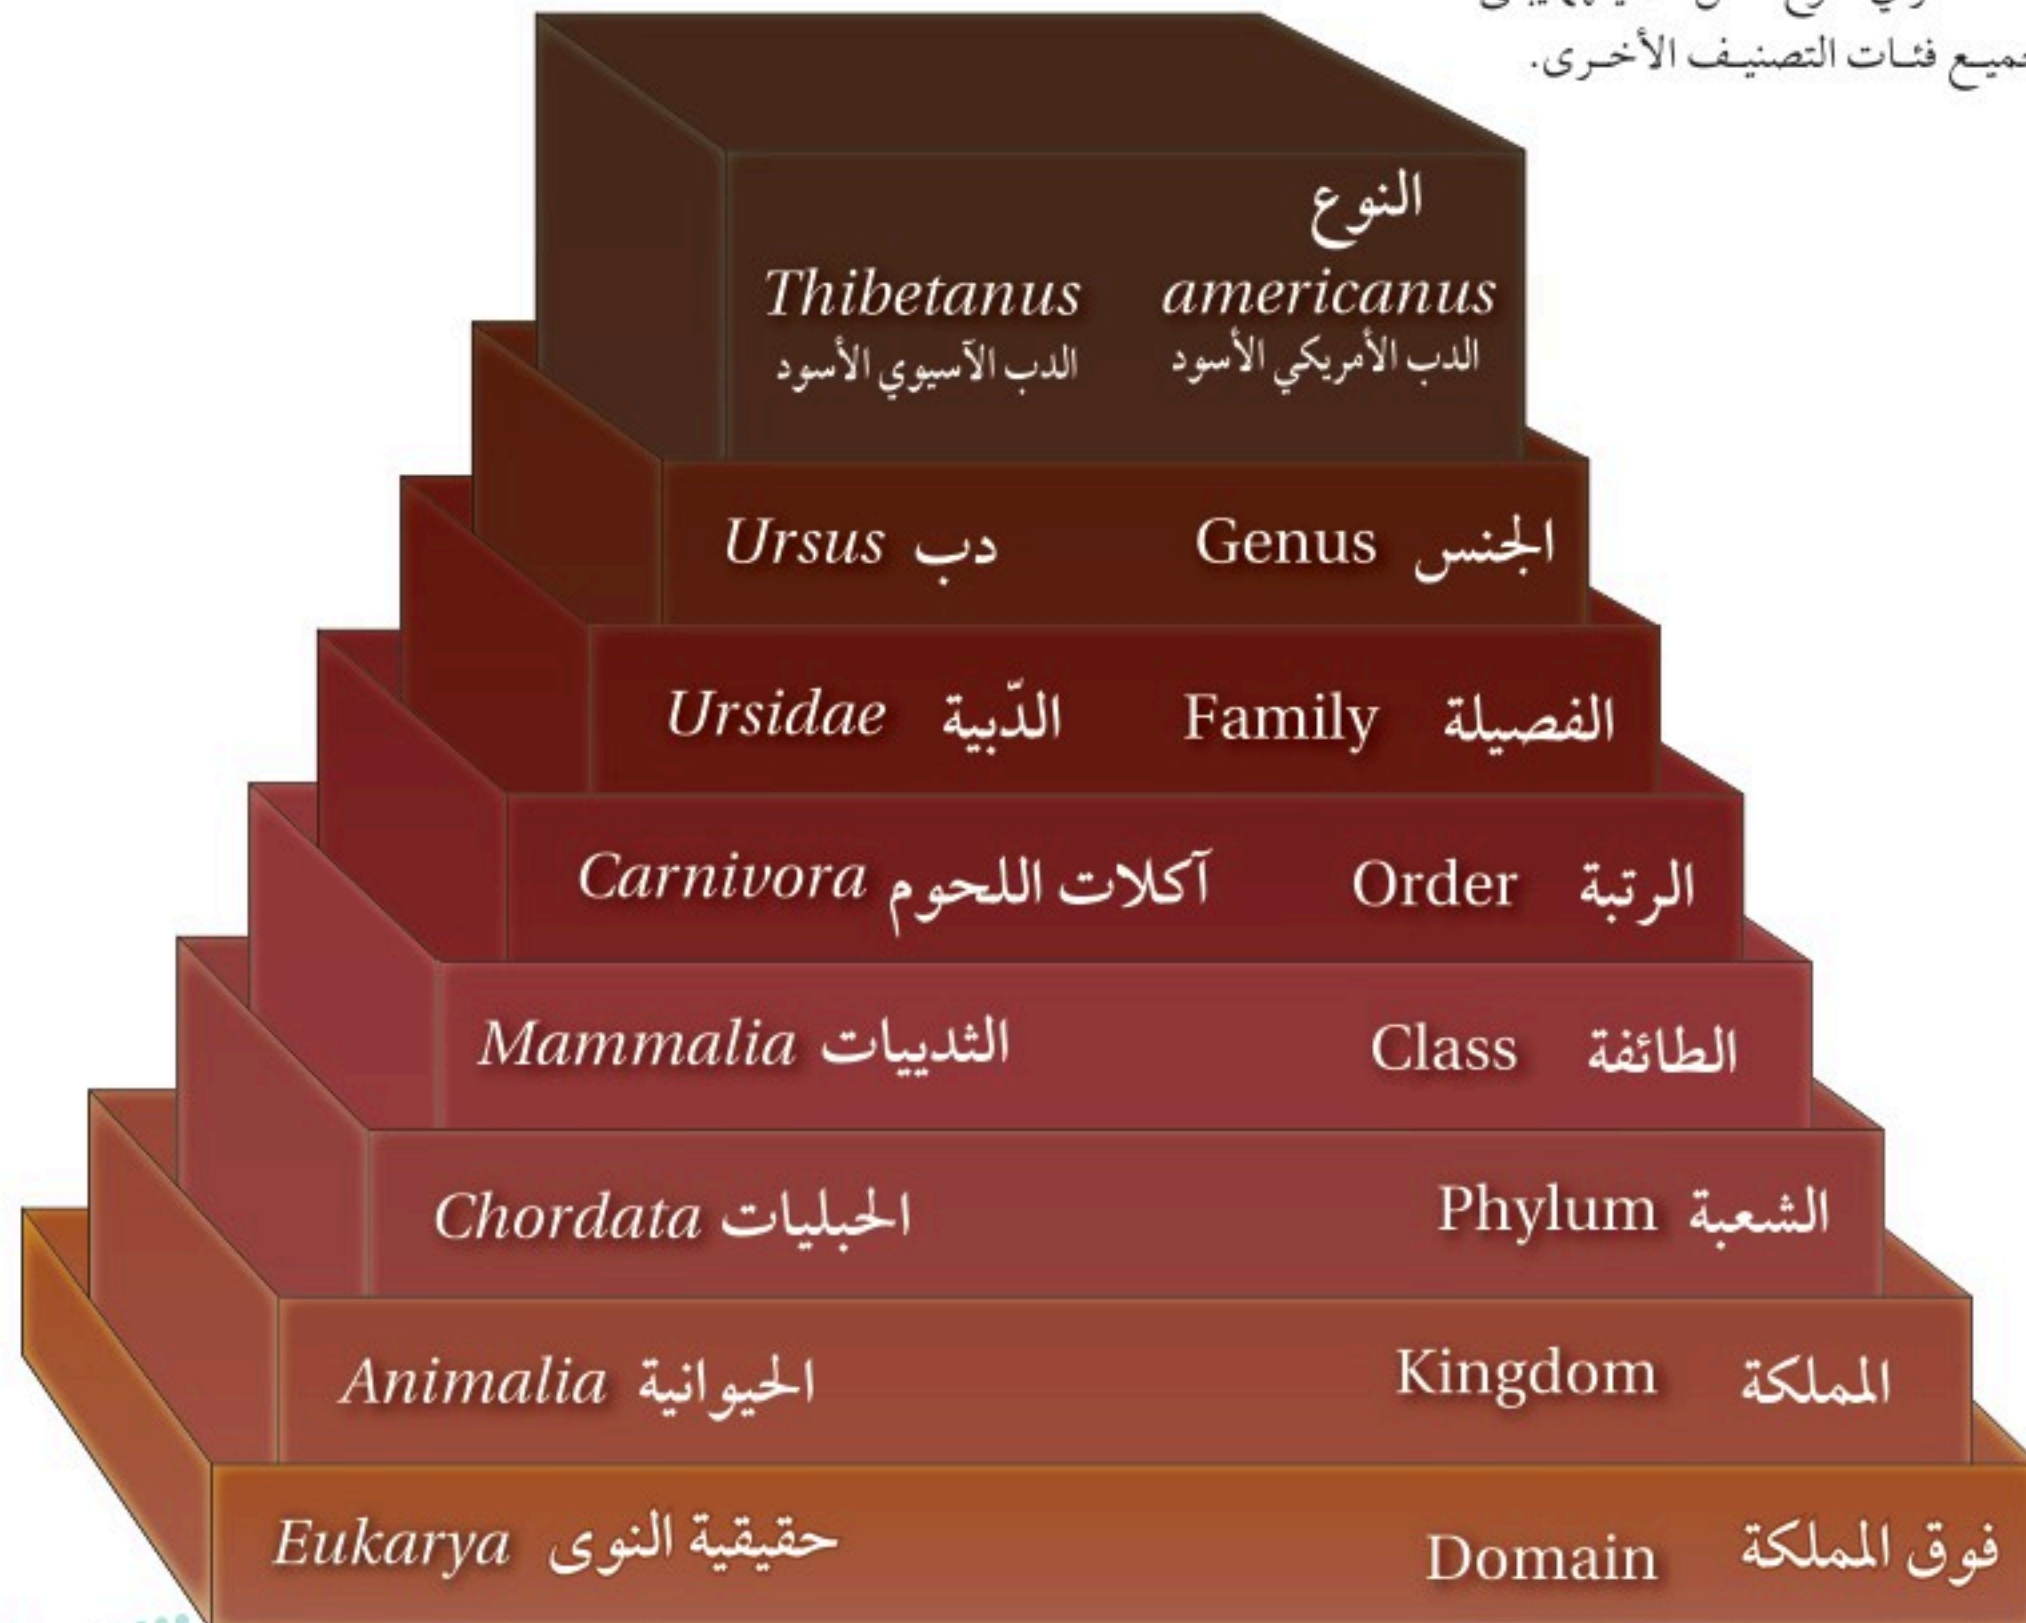 جميع فئات التصنيف الأخرى.
النوع
americanus Thibetanus
الدب الأمريكي الأسود الدب الآسيوي الأسود
الجنس Genus دب Ursus
الفصيلة Family الدّبية Ursidae
الرتبة Order آكلات اللحوم Carnivora
الطائفة Class الثدييات Mammalia
الشعبة Phylum الحبليات Chordata
المملكة Kingdom الحيوانية Animalia
فوق المملكة Domain حقيقية النوى Eukarya